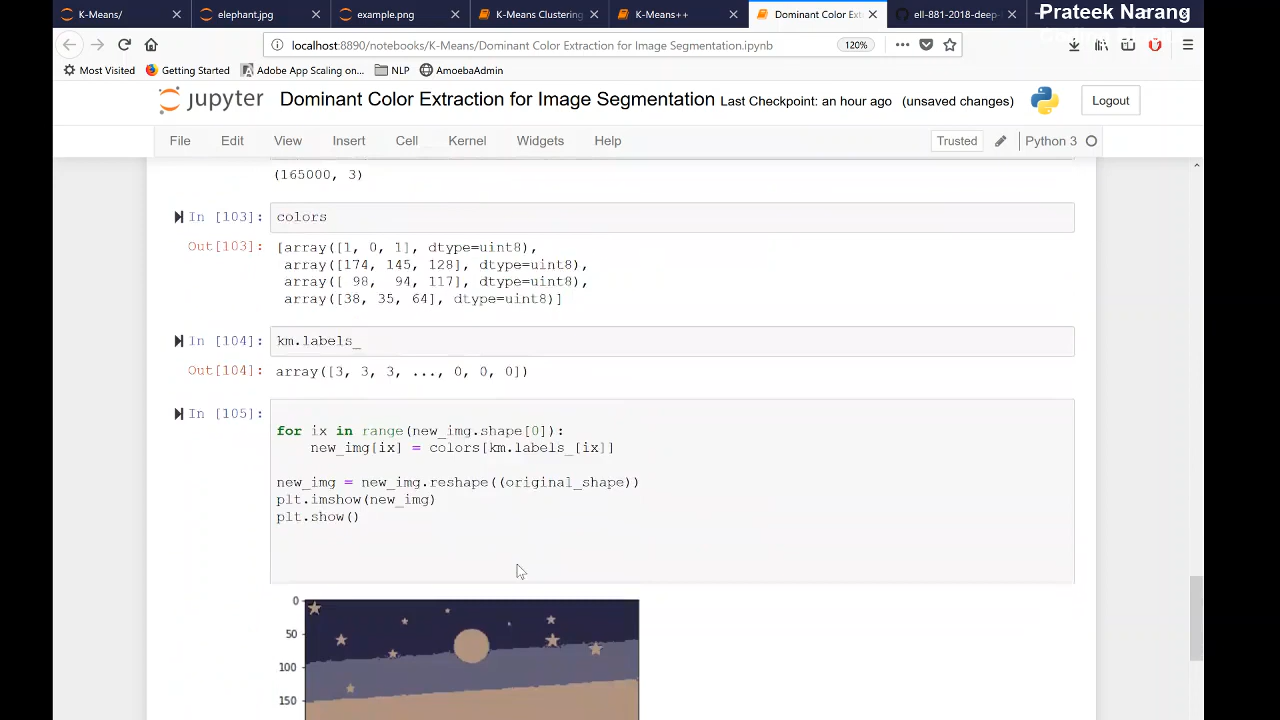 K-Means/
elephant.jpg
example.png
K-Means Clustering
K-Means++
Dominant Color Ext
ell-881-2018-deep-l
Prateek Narang
localhost:8890/notebooks/K-Means/Dominant Color Extraction for Image Segmentation.ipynb
120%
Most Visited
Getting Started
Adobe App Scaling on...
NLP
AmoebaAdmin
jupyter
Dominant Color Extraction for Image Segmentation Last Checkpoint: an hour ago (unsaved changes)
Logout
File Edit View Insert Cell Kernel Widgets Help
Trusted
Python 3
(165000, 3)
In [103]: colors
Out[103]: [array([1, 0, 1], dtype=uint8),
array([174, 145, 128], dtype=uint8),
array([ 98, 94, 117], dtype=uint8),
array([38, 35, 64], dtype=uint8)]
In [104]: km.labels_
Out[104]: array([3, 3, 3, ..., 0, 0, 0])
In [105]:
for ix in range(new_img.shape[0]):
new_img[ix] = colors[km.labels_[ix]]
new_img = new_img.reshape((original_shape))
plt.imshow(new_img)
plt.show()
0
50
100
150